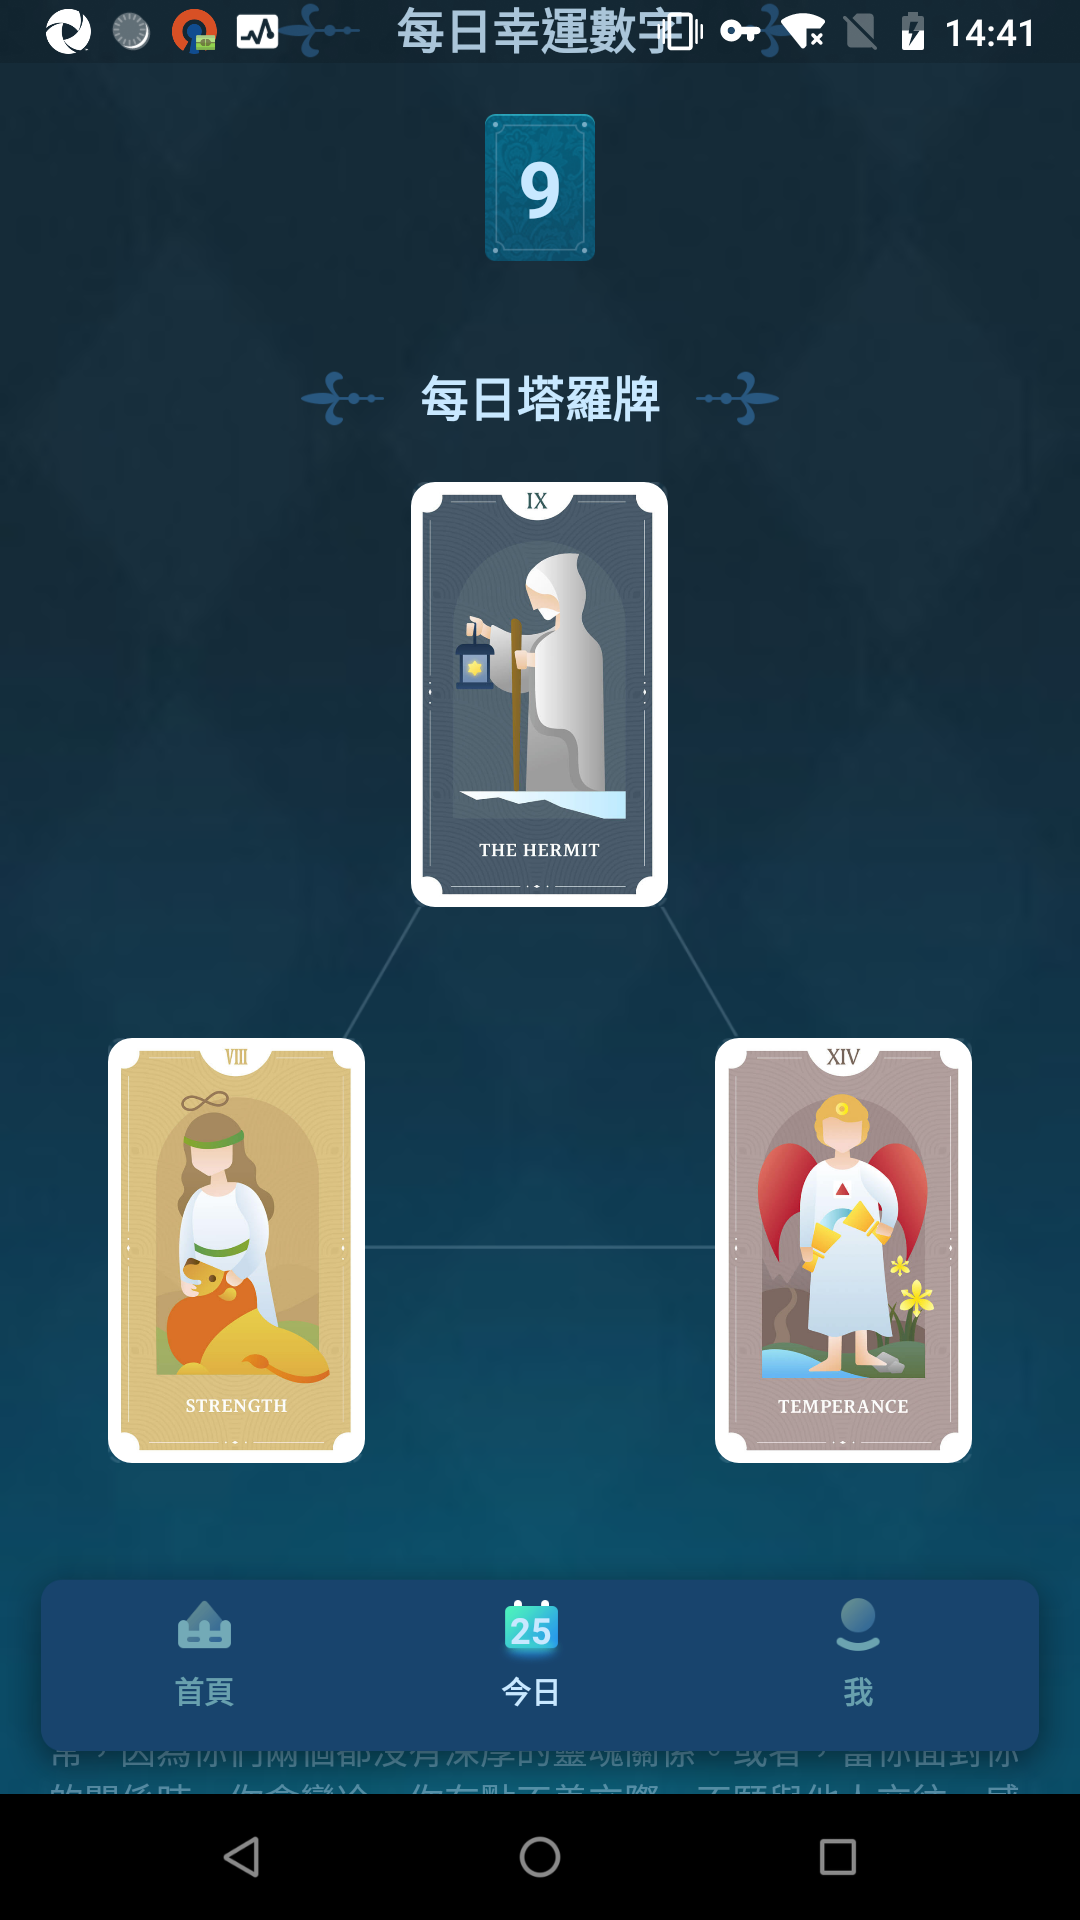 每日幸運數字
14:41
9
每日塔羅牌
IX
THE HERMIT
VIII
XIV
STRENGTH
TEMPERANCE
25
首頁
今日
我
常，因為你們兩個都沒有深厚的靈魂關係。或者，當你面對你